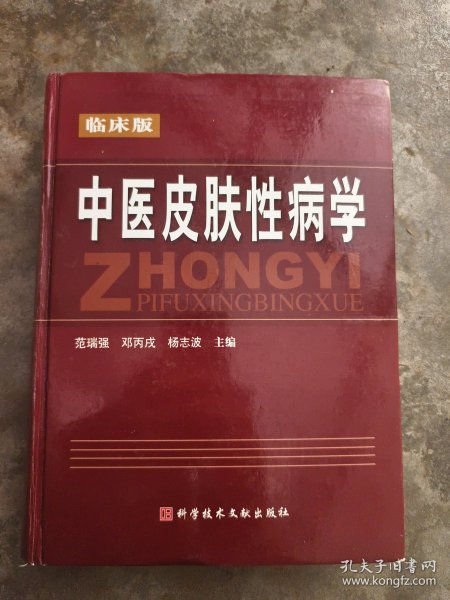 临床版
中医皮肤性病学
ZHONGYI
PIFUXINGBINGXUE
范瑞强 邓丙戌 杨志波 主编
科学技术文献出版社
孔夫子旧书网
www.kongfz.com